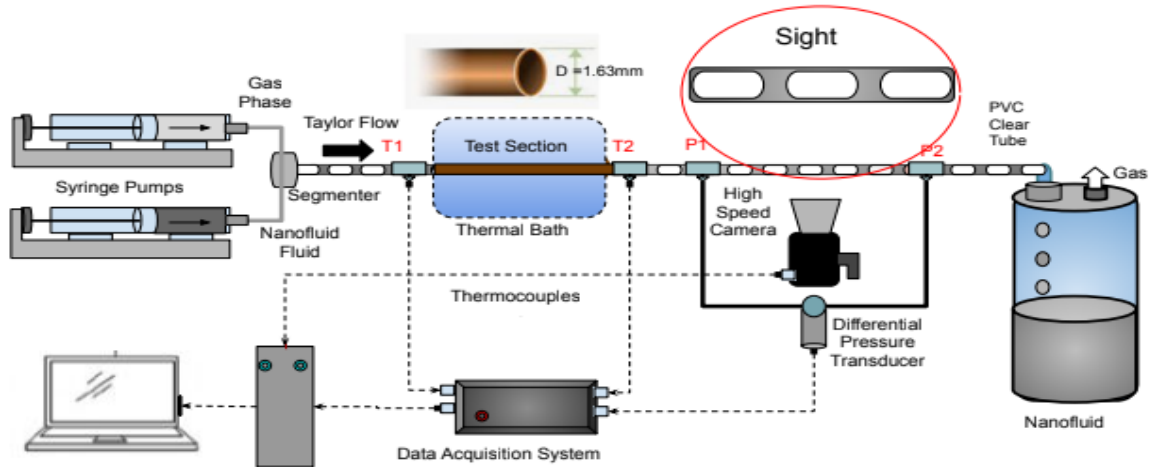 Sight
D =1.63mm
Gas
Phase
Taylor Flow
T1
Test Section
T2
P1
P2
PVC
Clear
Tube
Gas
Syringe Pumps
Segmenter
Nanofluid
Fluid
Thermal Bath
High
Speed
Camera
Thermocouples
Differential
Pressure
Transducer
Data Acquisition System
Nanofluid